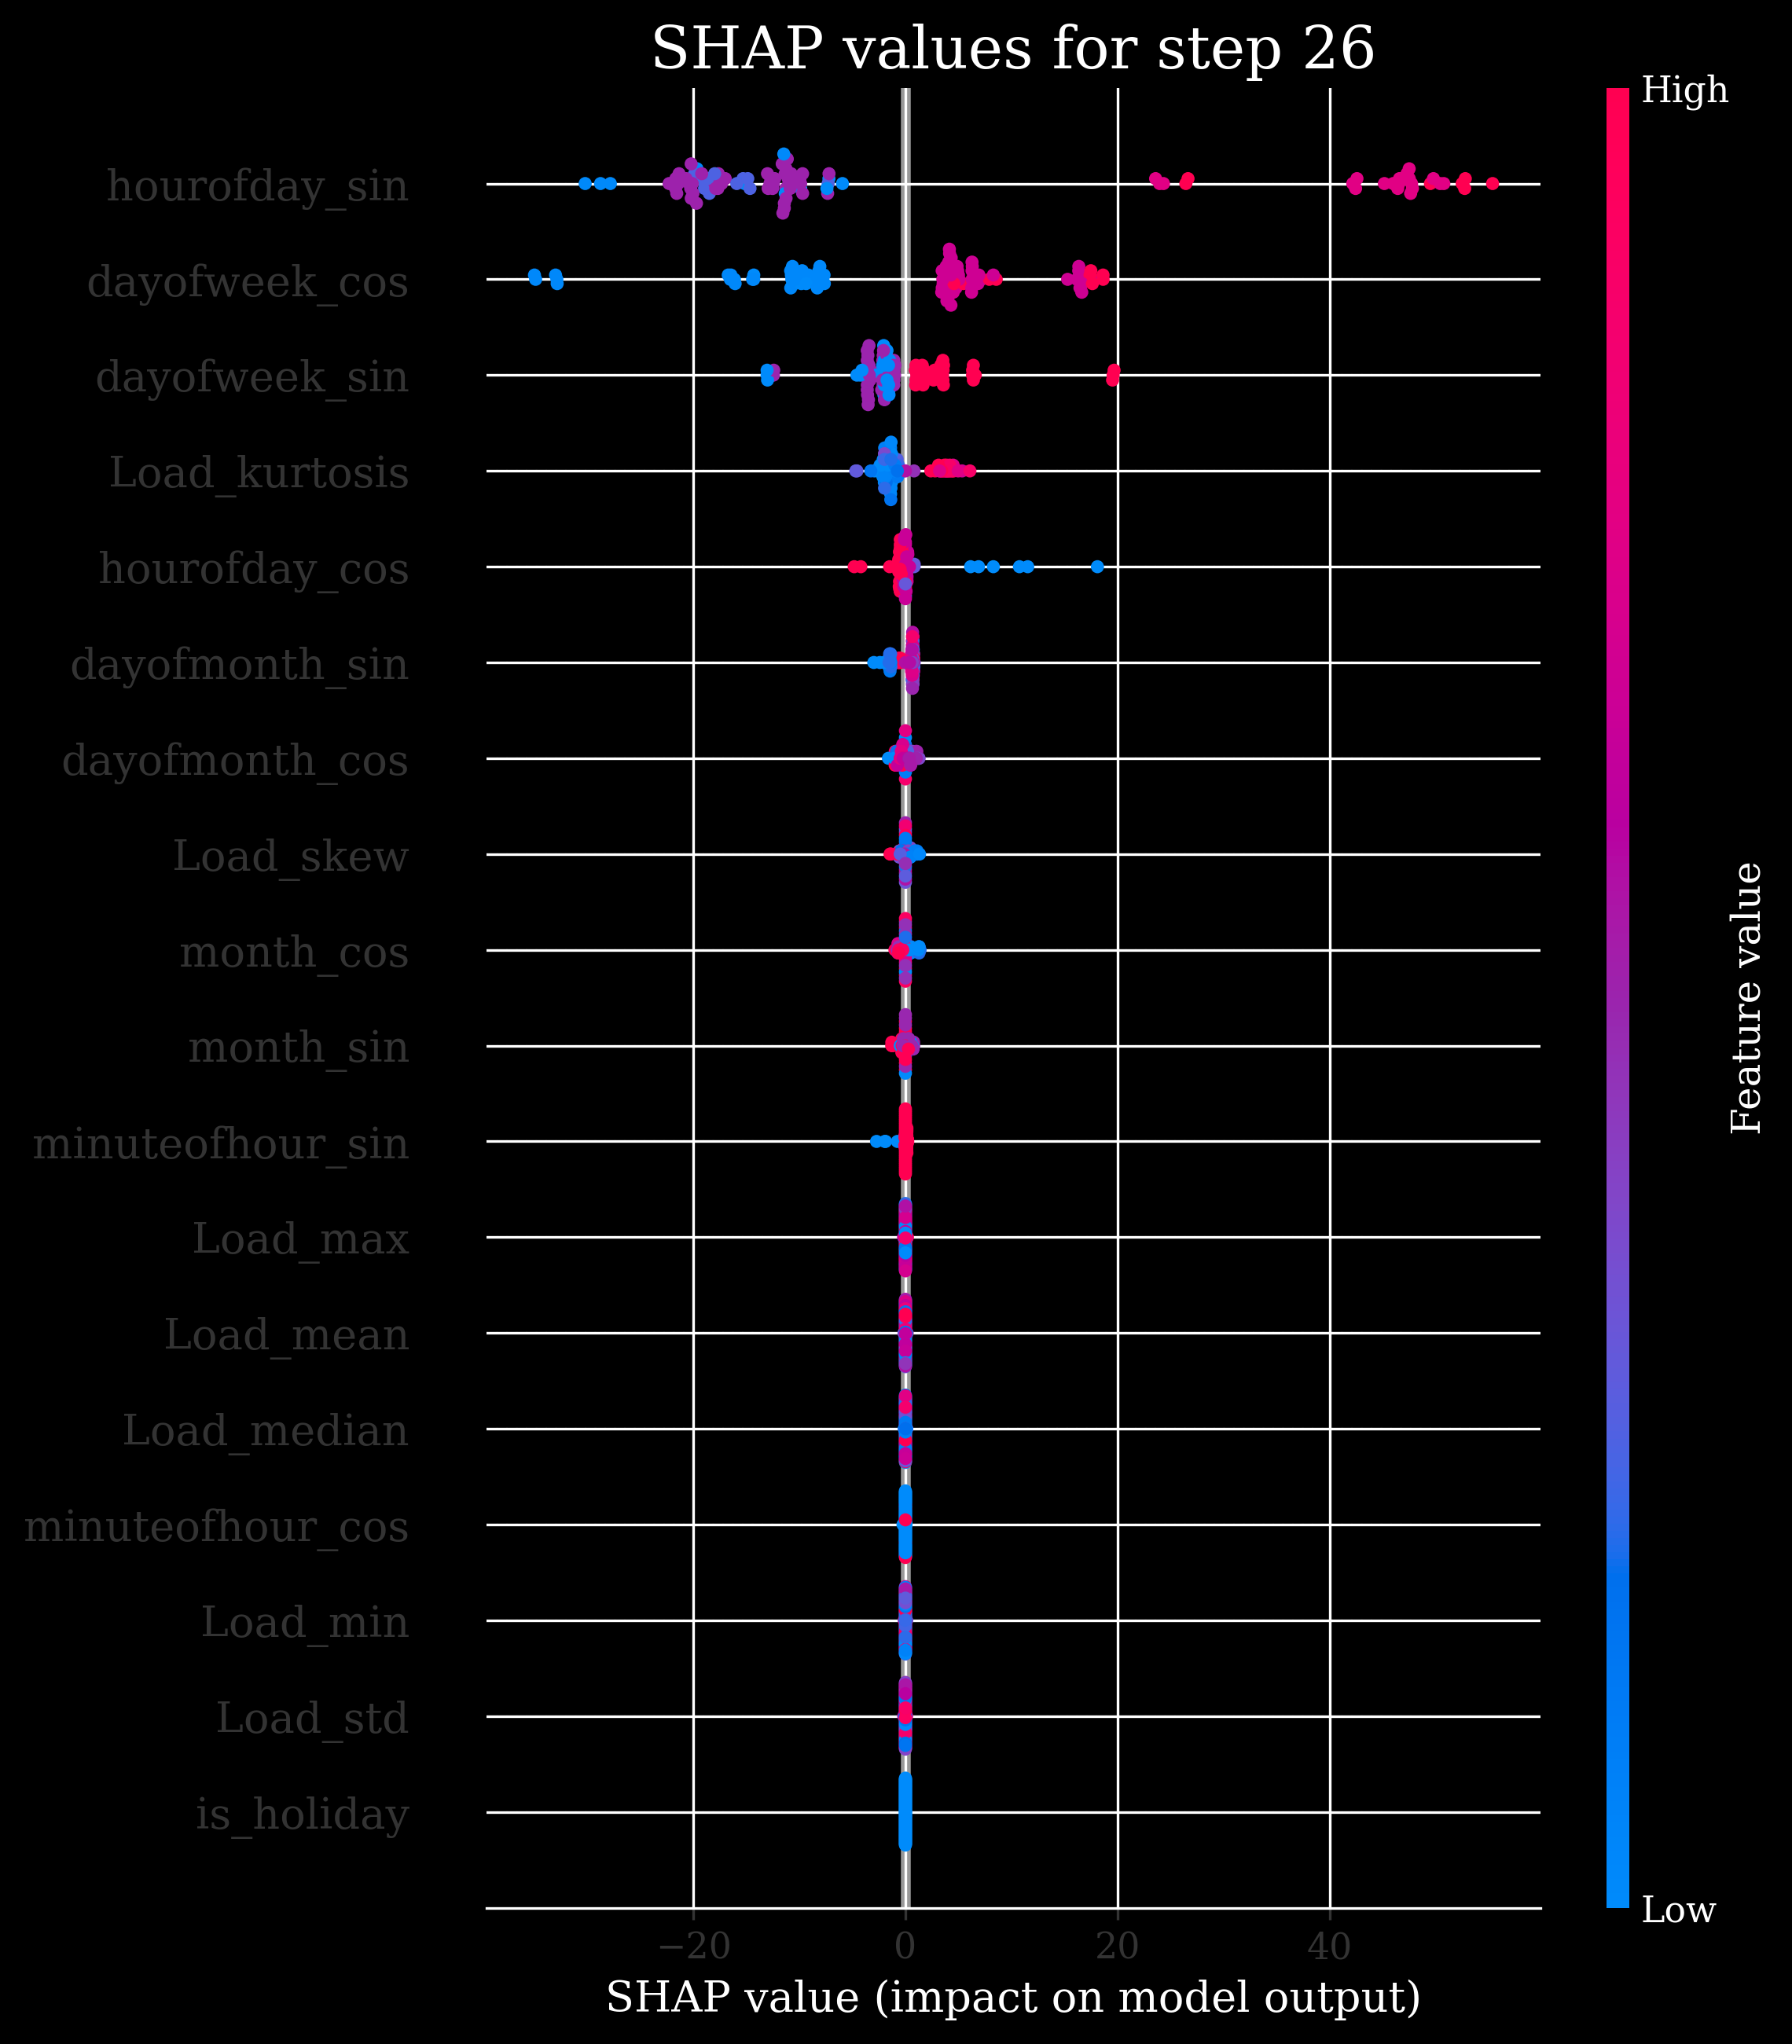 SHAP values for step 26
High
hourofday_sin
dayofweek_cos
dayofweek_sin
Load_kurtosis
hourofday_cos
dayofmonth_sin
dayofmonth_cos
Load_skew
month_cos
month_sin
minuteofhour_sin
Load_max
Load_mean
Load_median
minuteofhour_cos
Load_min
Load_std
is_holiday
Feature value
Low
−20 0 20 40
SHAP value (impact on model output)